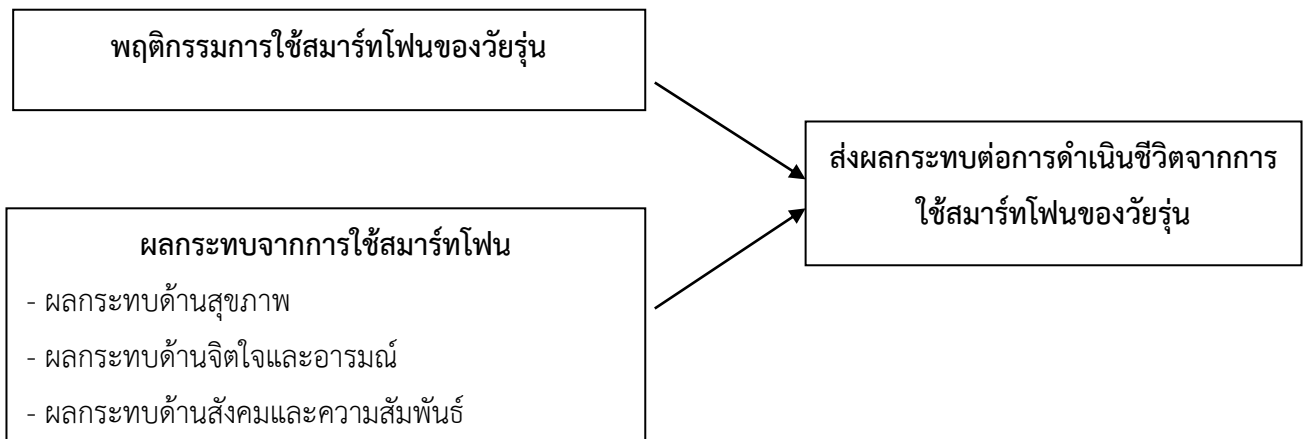 พฤติกรรมการใช้สมาร์ทโฟนของวัยรุ่น
ส่งผลกระทบต่อการดำเนินชีวิตจากการ
ใช้สมาร์ทโฟนของวัยรุ่น
ผลกระทบจากการใช้สมาร์ทโฟน
- ผลกระทบด้านสุขภาพ
- ผลกระทบด้านจิตใจและอารมณ์
- ผลกระทบด้านสังคมและความสัมพันธ์